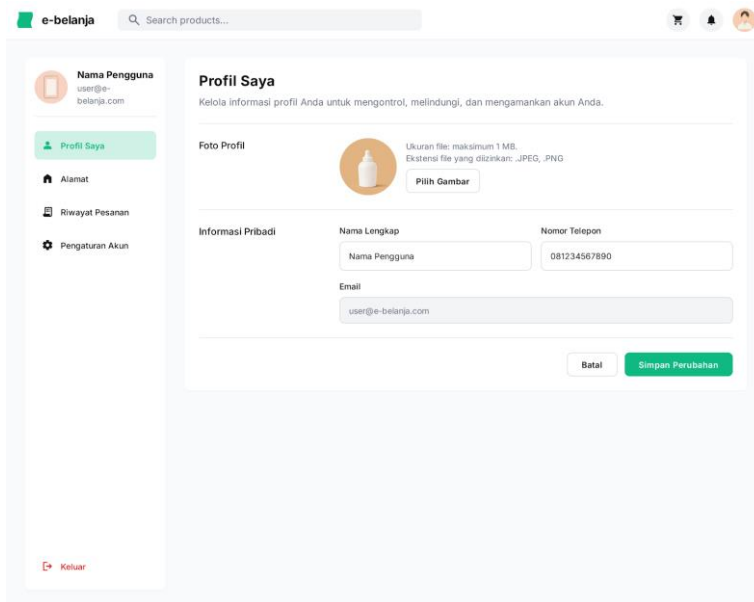 e-belanja
Search products...
Nama Pengguna
user@e-
belanja.com
Profil Saya
Alamat
Riwayat Pesanan
Pengaturan Akun
Keluar
Profil Saya
Kelola informasi profil Anda untuk mengontrol, melindungi, dan mengamankan akun Anda.
Foto Profil
Ukuran file: maksimum 1 MB.
Ekstensi file yang diizinkan: .JPEG, .PNG
Pilih Gambar
Informasi Pribadi
Nama Lengkap
Nama Pengguna
Nomor Telepon
081234567890
Email
user@e-belanja.com
Batal
Simpan Perubahan